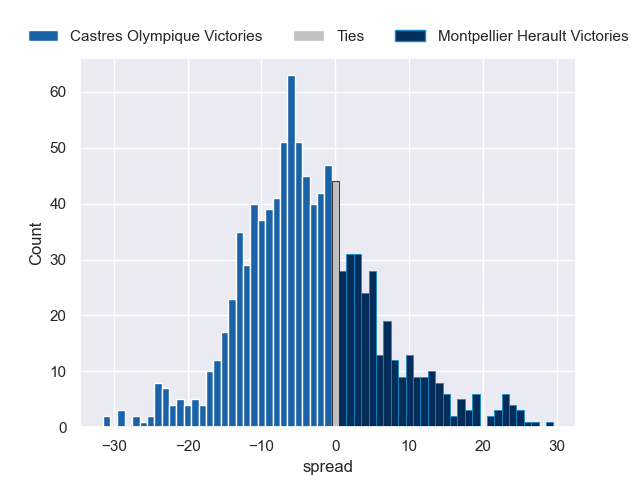 Castres Olympique Victories Ties Montpellier Herault Victories
60
50
40
30
20
10
0
Count
−30 −20 −10 0 10 20 30
spread